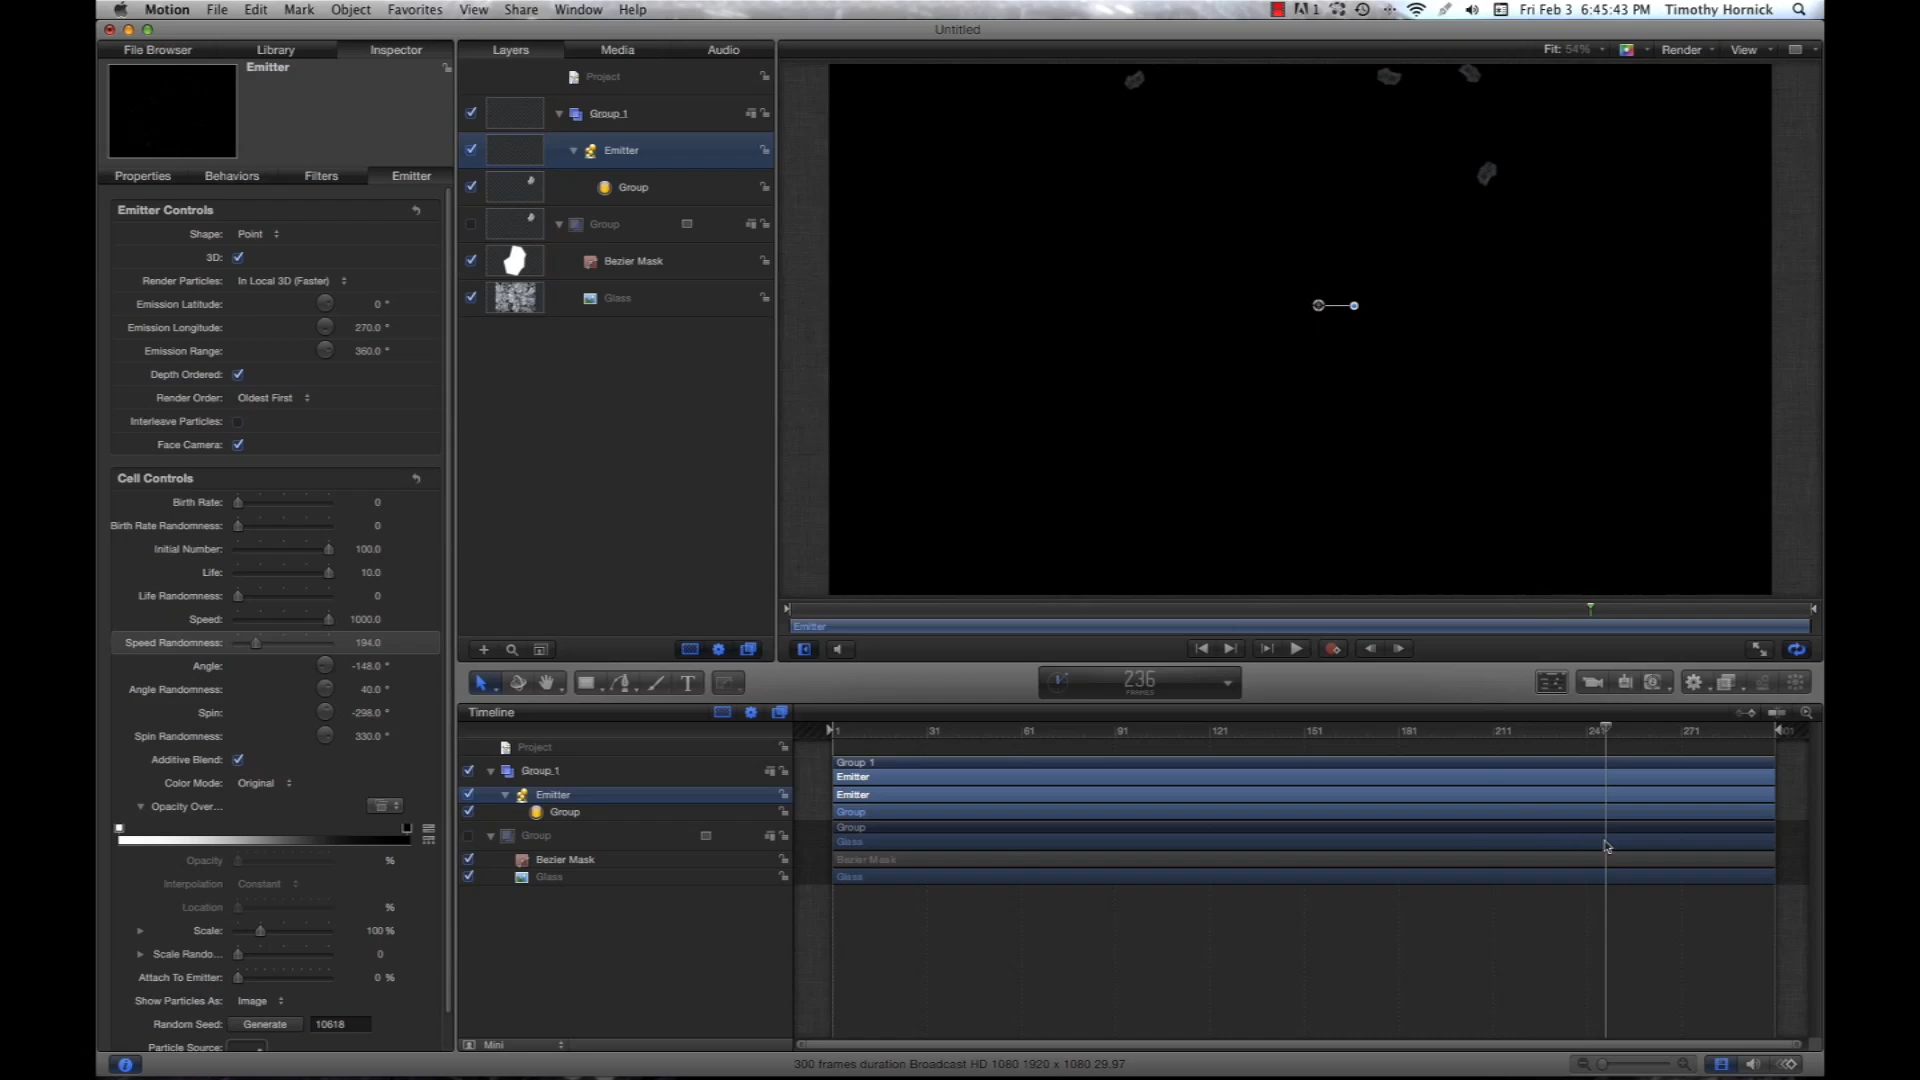 Motion File Edit Mark Object Favorites View Share Window Help
1 Fri Feb 3 6:45:43 PM Timothy Hornick
Untitled
File Browser Library Inspector
Layers Media Audio
Fit: 54% Render View
Emitter
Project
Group 1
Emitter
Group
Group
Bezier Mask
Glass
Properties Behaviors Filters Emitter
Emitter Controls
Shape: Point
3D:
Render Particles: In Local 3D (Faster)
Emission Latitude: 0 °
Emission Longitude: 270.0 °
Emission Range: 360.0 °
Depth Ordered:
Render Order: Oldest First
Interleave Particles:
Face Camera:
Cell Controls
Birth Rate: 0
Birth Rate Randomness: 0
Initial Number: 100.0
Life: 10.0
Life Randomness: 0
Speed: 1000.0
Speed Randomness: 194.0
Angle: -148.0 °
Angle Randomness: 40.0 °
Spin: -298.0 °
Spin Randomness: 330.0 °
Additive Blend:
Color Mode: Original
Opacity Over...
Opacity %
Interpolation Constant
Location %
Scale: 100 %
Scale Rando... 0
Attach To Emitter: 0 %
Show Particles As: Image
Random Seed: Generate 10618
Particle Source:
Emitter
236
FRAMES
Timeline
1 31 61 91 121 151 181 211 271
Project
Group 1
Emitter
Group
Group
Bezier Mask
Glass
Group 1
Emitter
Emitter
Group
Group
Glass
Bezier Mask
Glass
Mini
300 frames duration Broadcast HD 1080 1920 x 1080 29.97